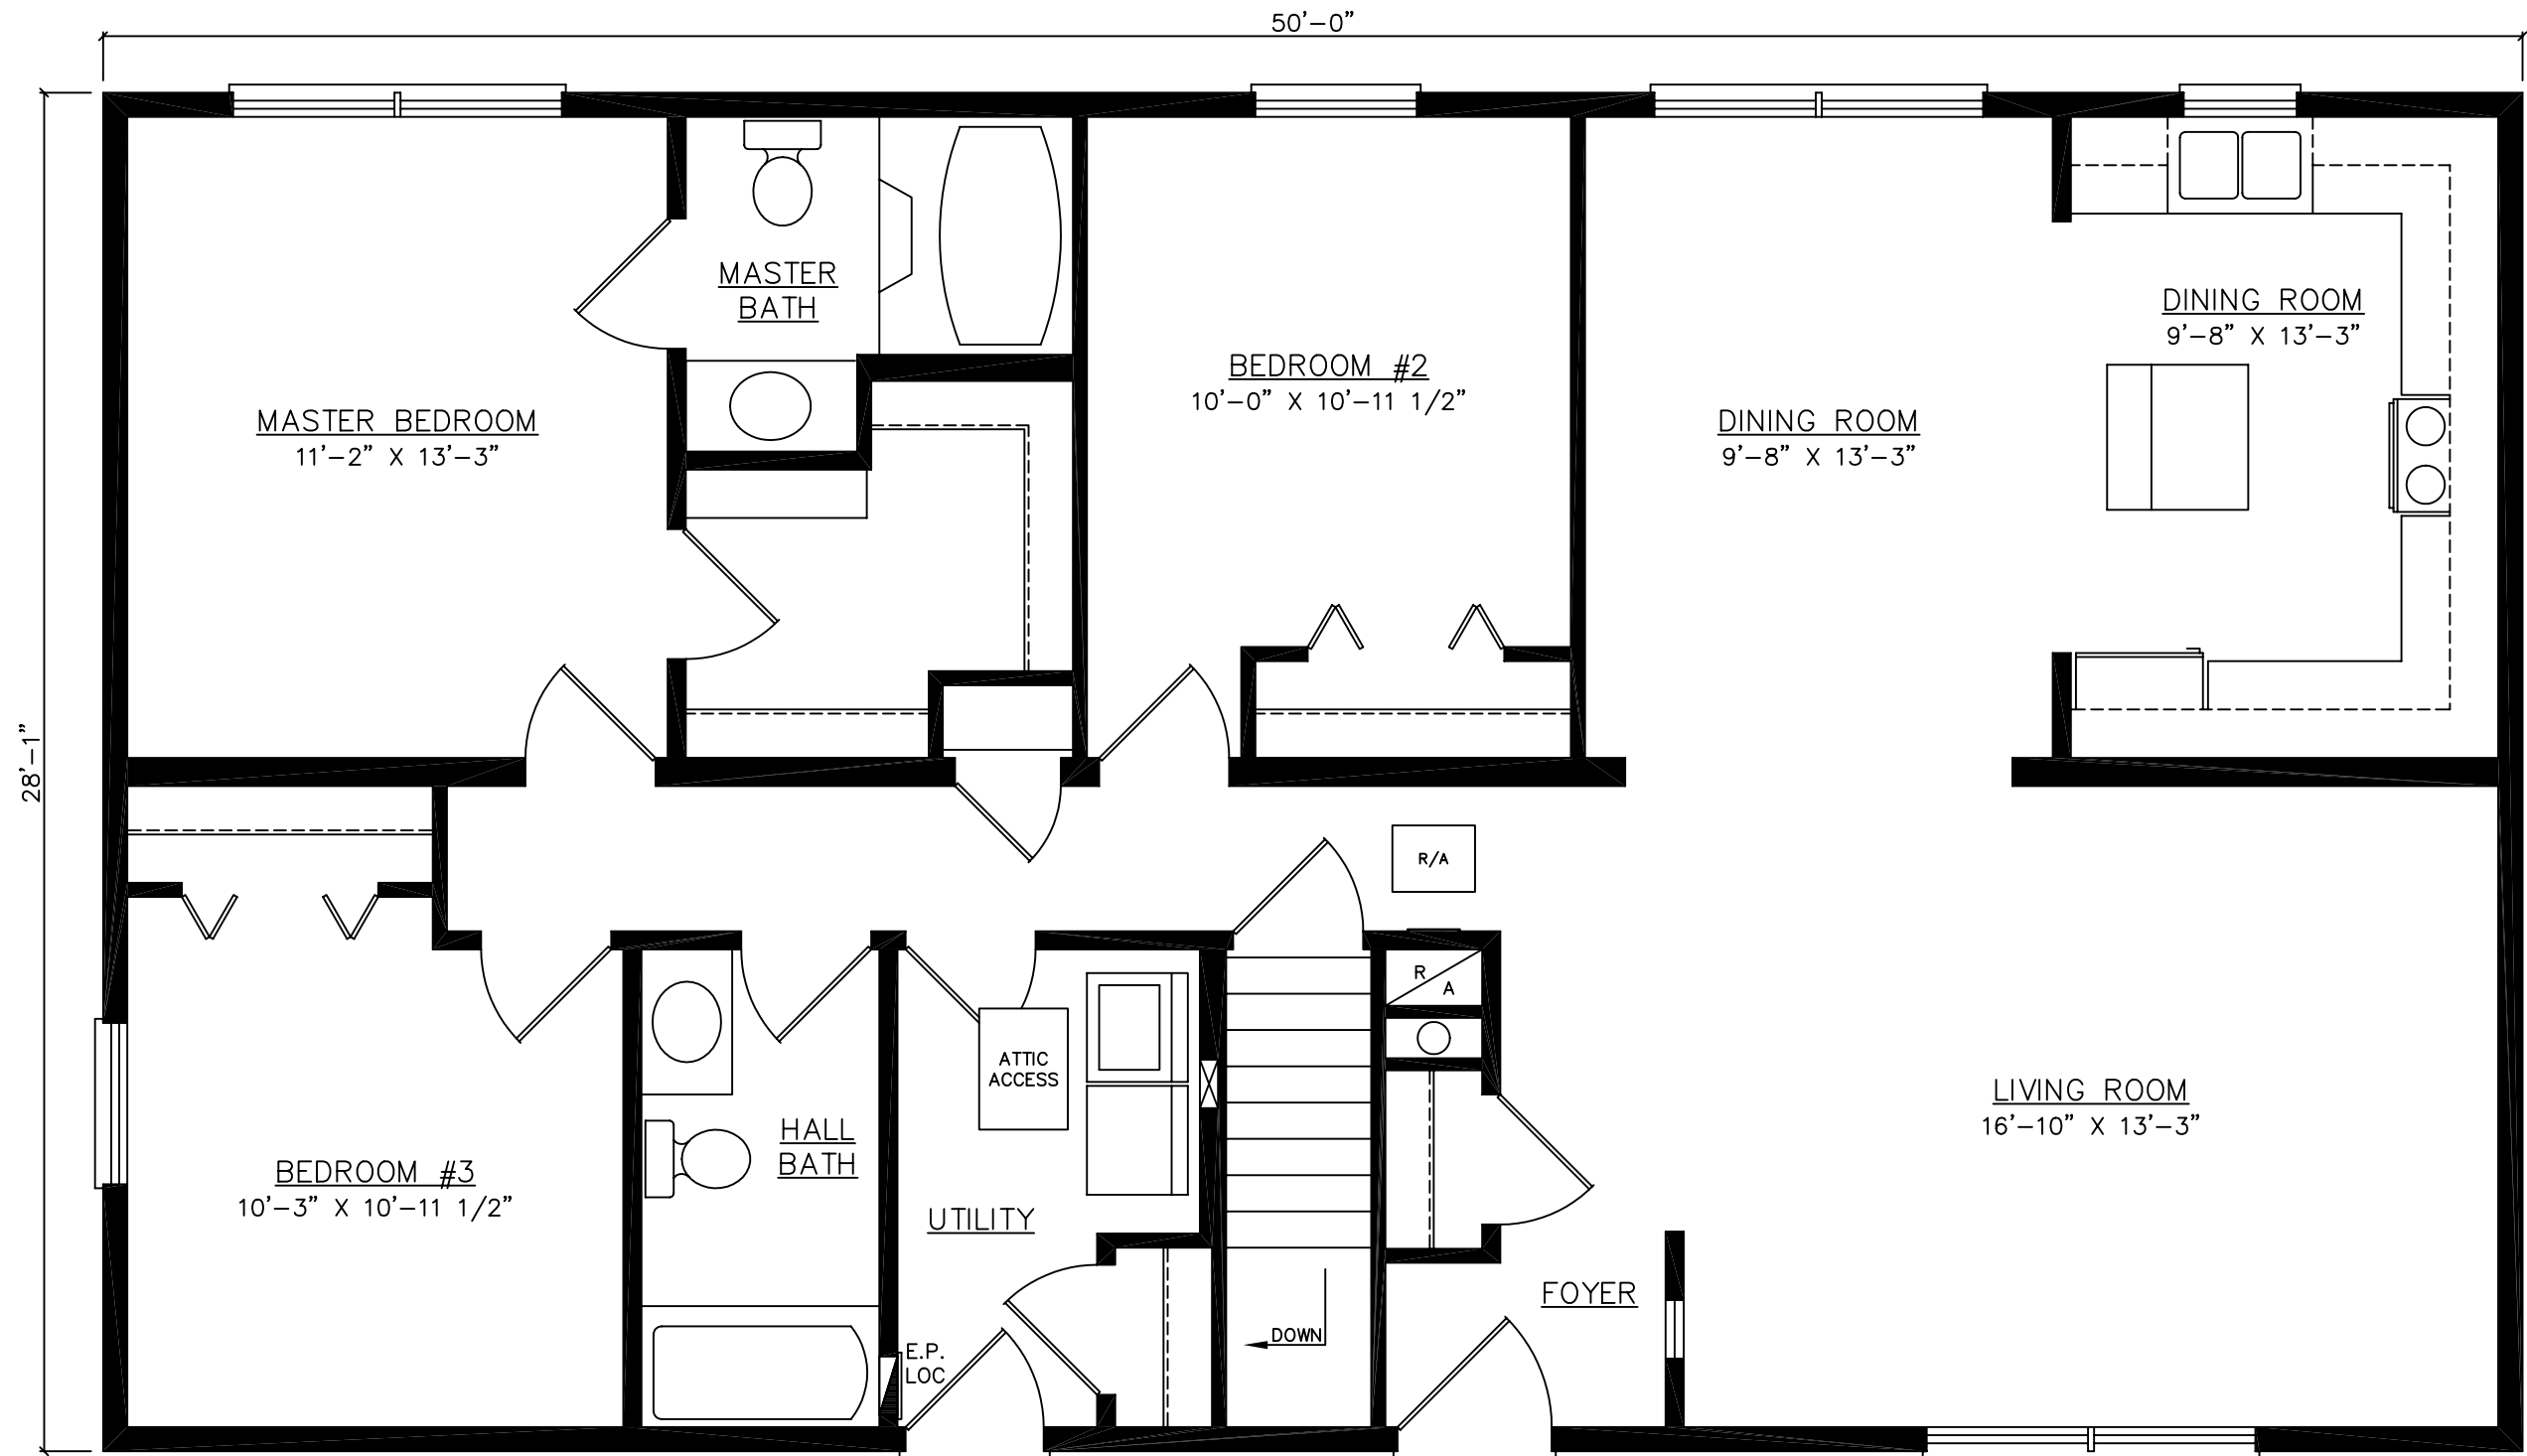 50'-0"
28'-1"
MASTER
BATH
DINING ROOM
9'-8" X 13'-3"
BEDROOM #2
10'-0" X 10'-11 1/2"
MASTER BEDROOM
11'-2" X 13'-3"
DINING ROOM
9'-8" X 13'-3"
R/A
R
A
ATTIC
ACCESS
LIVING ROOM
16'-10" X 13'-3"
HALL
BATH
BEDROOM #3
10'-3" X 10'-11 1/2"
UTILITY
FOYER
DOWN
E.P.
LOC